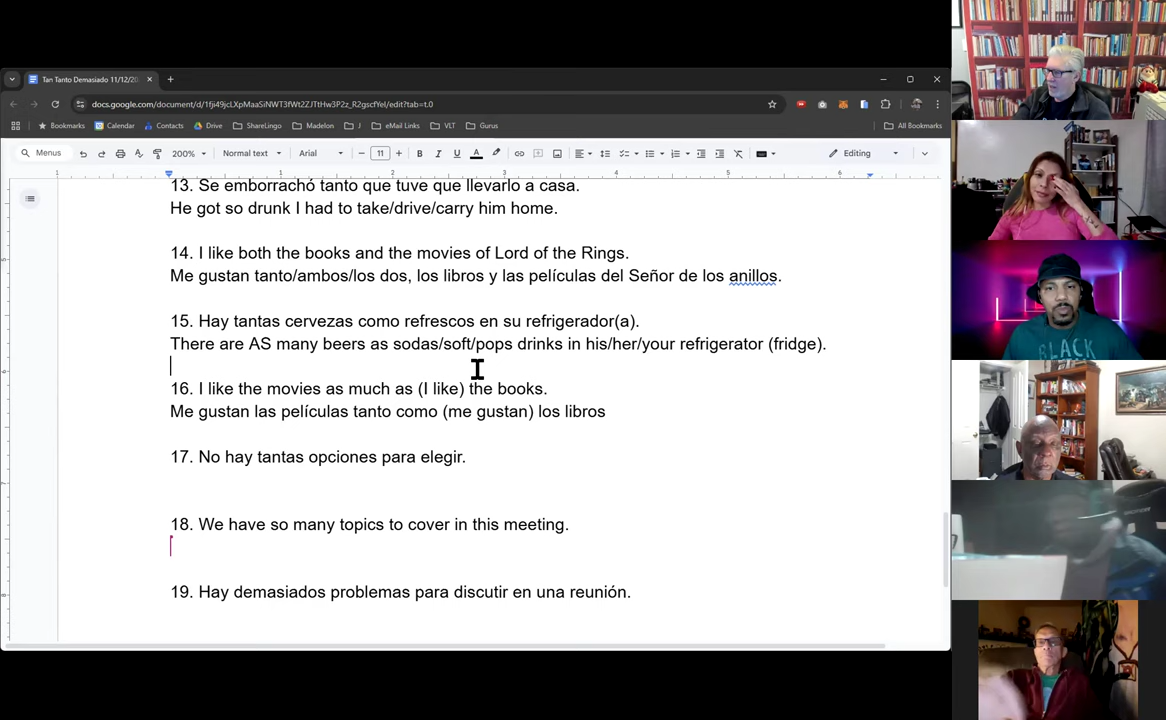 Tan Tanto Demasiado 11/12/20
docs.google.com/document/d/1fji49jcLXpMaaSiNWT3fWt2ZJTtHw3P2z_R2gscfYeI/edit?tab=t.0
Bookmarks Calendar Contacts Drive ShareLingo Madelon J eMail Links VLT Gurus All Bookmarks
Menus 200% Normal text Arial 11 Editing
1 1 2 3 4 5 6
13. Se emborrachó tanto que tuve que llevarlo a casa.
He got so drunk I had to take/drive/carry him home.
14. I like both the books and the movies of Lord of the Rings.
Me gustan tanto/ambos/los dos, los libros y las películas del Señor de los anillos.
15. Hay tantas cervezas como refrescos en su refrigerador(a).
There are AS many beers as sodas/soft/pops drinks in his/her/your refrigerator (fridge).
16. I like the movies as much as (I like) the books.
Me gustan las películas tanto como (me gustan) los libros
17. No hay tantas opciones para elegir.
18. We have so many topics to cover in this meeting.
19. Hay demasiados problemas para discutir en una reunión.